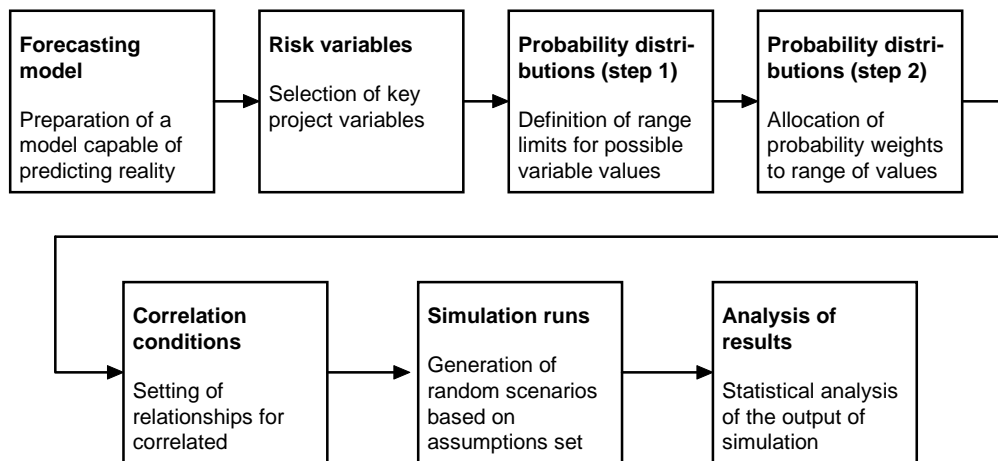 Forecasting
model
Preparation of a
model capable of
predicting reality
Risk variables
Selection of key
project variables
Probability distri-
butions (step 1)
Definition of range
limits for possible
variable values
Probability distri-
butions (step 2)
Allocation of
probability weights
to range of values
Correlation
conditions
Setting of
relationships for
correlated
Simulation runs
Generation of
random scenarios
based on
assumptions set
Analysis of
results
Statistical analysis
of the output of
simulation